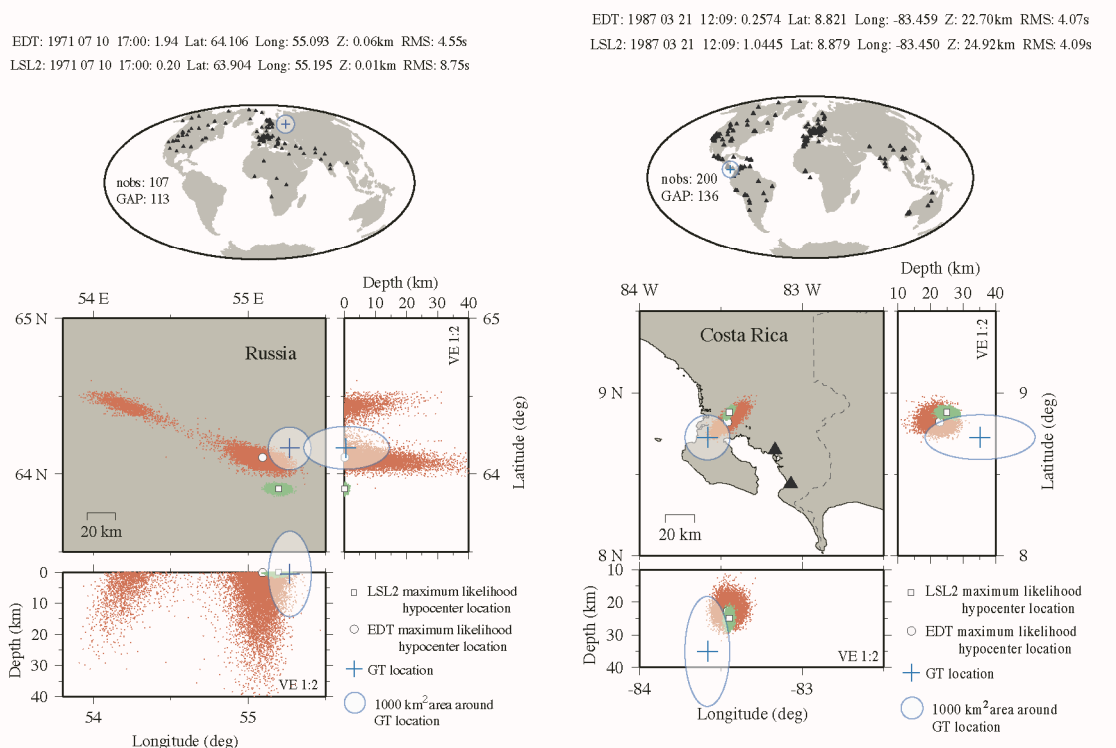 EDT: 1971 07 10 17:00: 1.94 Lat: 64.106 Long: 55.093 Z: 0.06km RMS: 4.55s
LSL2: 1971 07 10 17:00: 0.20 Lat: 63.904 Long: 55.195 Z: 0.01km RMS: 8.75s
nobs: 107
GAP: 113
Depth (km)
54 E
55 E
0 10 20 30 40
65 N
65
VE 1:2
Russia
64 N
64
Latitude (deg)
20 km
0
10
20
30
40
Depth (km)
VE 1:2
54
55
Longitude (deg)
LSL2 maximum likelihood
hypocenter location
EDT maximum likelihood
hypocenter location
GT location
1000 km2 area around
GT location
EDT: 1987 03 21 12:09: 0.2574 Lat: 8.821 Long: -83.459 Z: 22.70km RMS: 4.07s
LSL2: 1987 03 21 12:09: 1.0445 Lat: 8.879 Long: -83.450 Z: 24.92km RMS: 4.09s
nobs: 200
GAP: 136
Depth (km)
84 W
83 W
10 20 30 40
VE 1:2
Costa Rica
9 N
9
Latitude (deg)
20 km
8 N
8
10
20
30
40
Depth (km)
VE 1:2
-84
-83
Longitude (deg)
LSL2 maximum likelihood
hypocenter location
EDT maximum likelihood
hypocenter location
GT location
1000 km2 area around
GT location